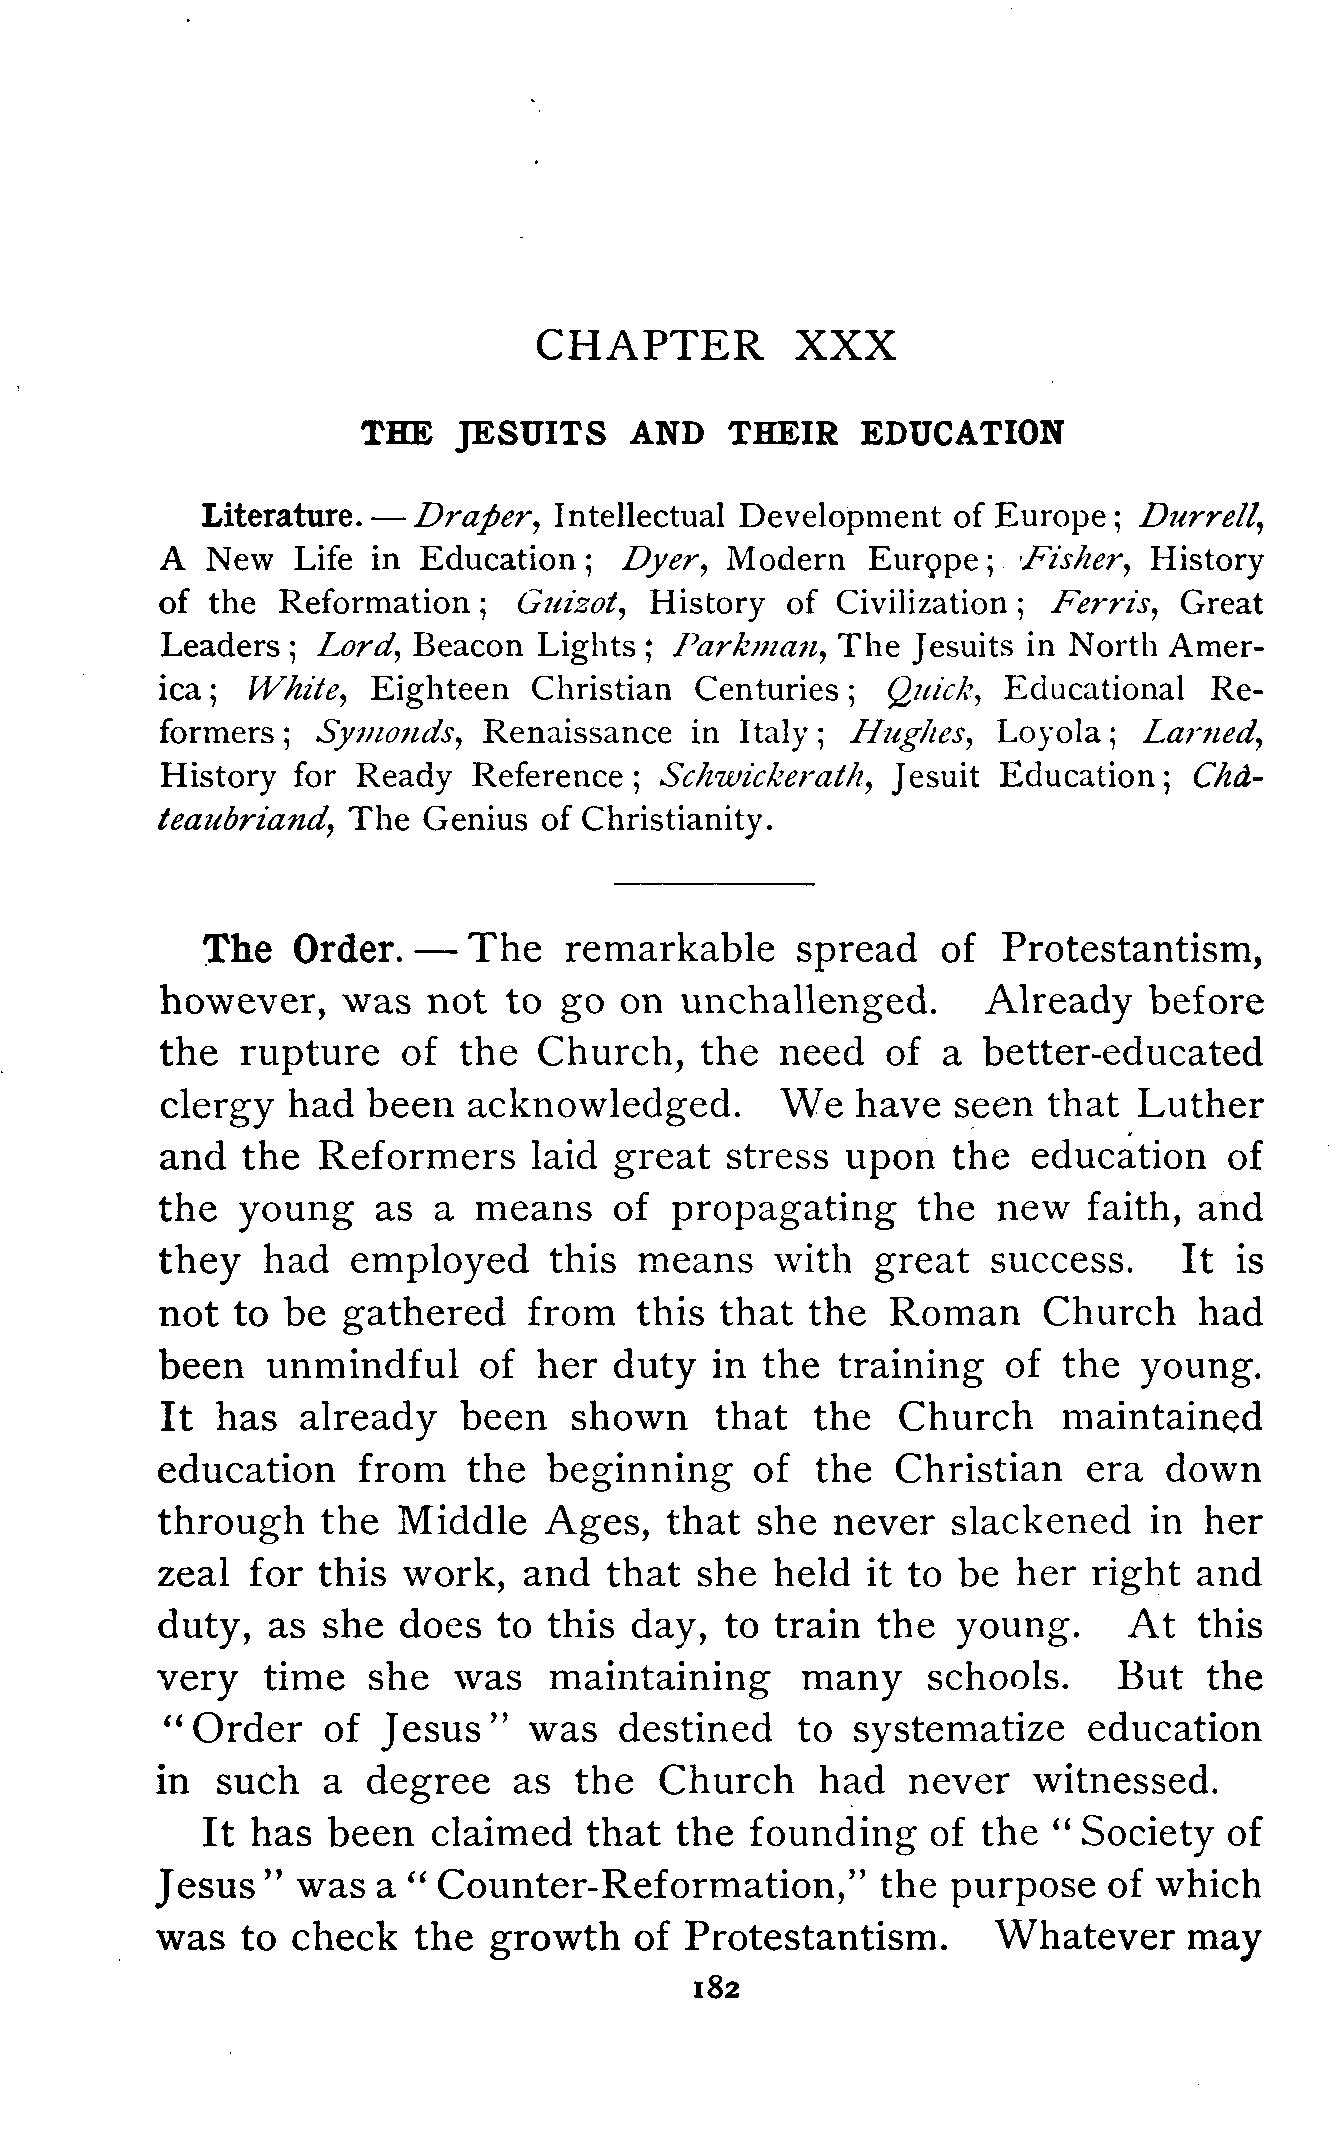 CHAPTER XXX
THE JESUITS AND THEIR EDUCATION
Literature. — Draper, Intellectual Development of Europe; Durrell,
A New Life in Education; Dyer, Modern Europe; Fisher, History
of the Reformation; Guizot, History of Civilization; Ferris, Great
Leaders; Lord, Beacon Lights; Parkman, The Jesuits in North Amer-
ica; White, Eighteen Christian Centuries; Quick, Educational Re-
formers; Symonds, Renaissance in Italy; Hughes, Loyola; Larned,
History for Ready Reference; Schwickerath, Jesuit Education; Châ-
teaubriand, The Genius of Christianity.
The Order. — The remarkable spread of Protestantism,
however, was not to go on unchallenged. Already before
the rupture of the Church, the need of a better-educated
clergy had been acknowledged. We have seen that Luther
and the Reformers laid great stress upon the education of
the young as a means of propagating the new faith, and
they had employed this means with great success. It is
not to be gathered from this that the Roman Church had
been unmindful of her duty in the training of the young.
It has already been shown that the Church maintained
education from the beginning of the Christian era down
through the Middle Ages, that she never slackened in her
zeal for this work, and that she held it to be her right and
duty, as she does to this day, to train the young. At this
very time she was maintaining many schools. But the
"Order of Jesus" was destined to systematize education
in such a degree as the Church had never witnessed.
It has been claimed that the founding of the "Society of
Jesus" was a "Counter-Reformation," the purpose of which
was to check the growth of Protestantism. Whatever may
182